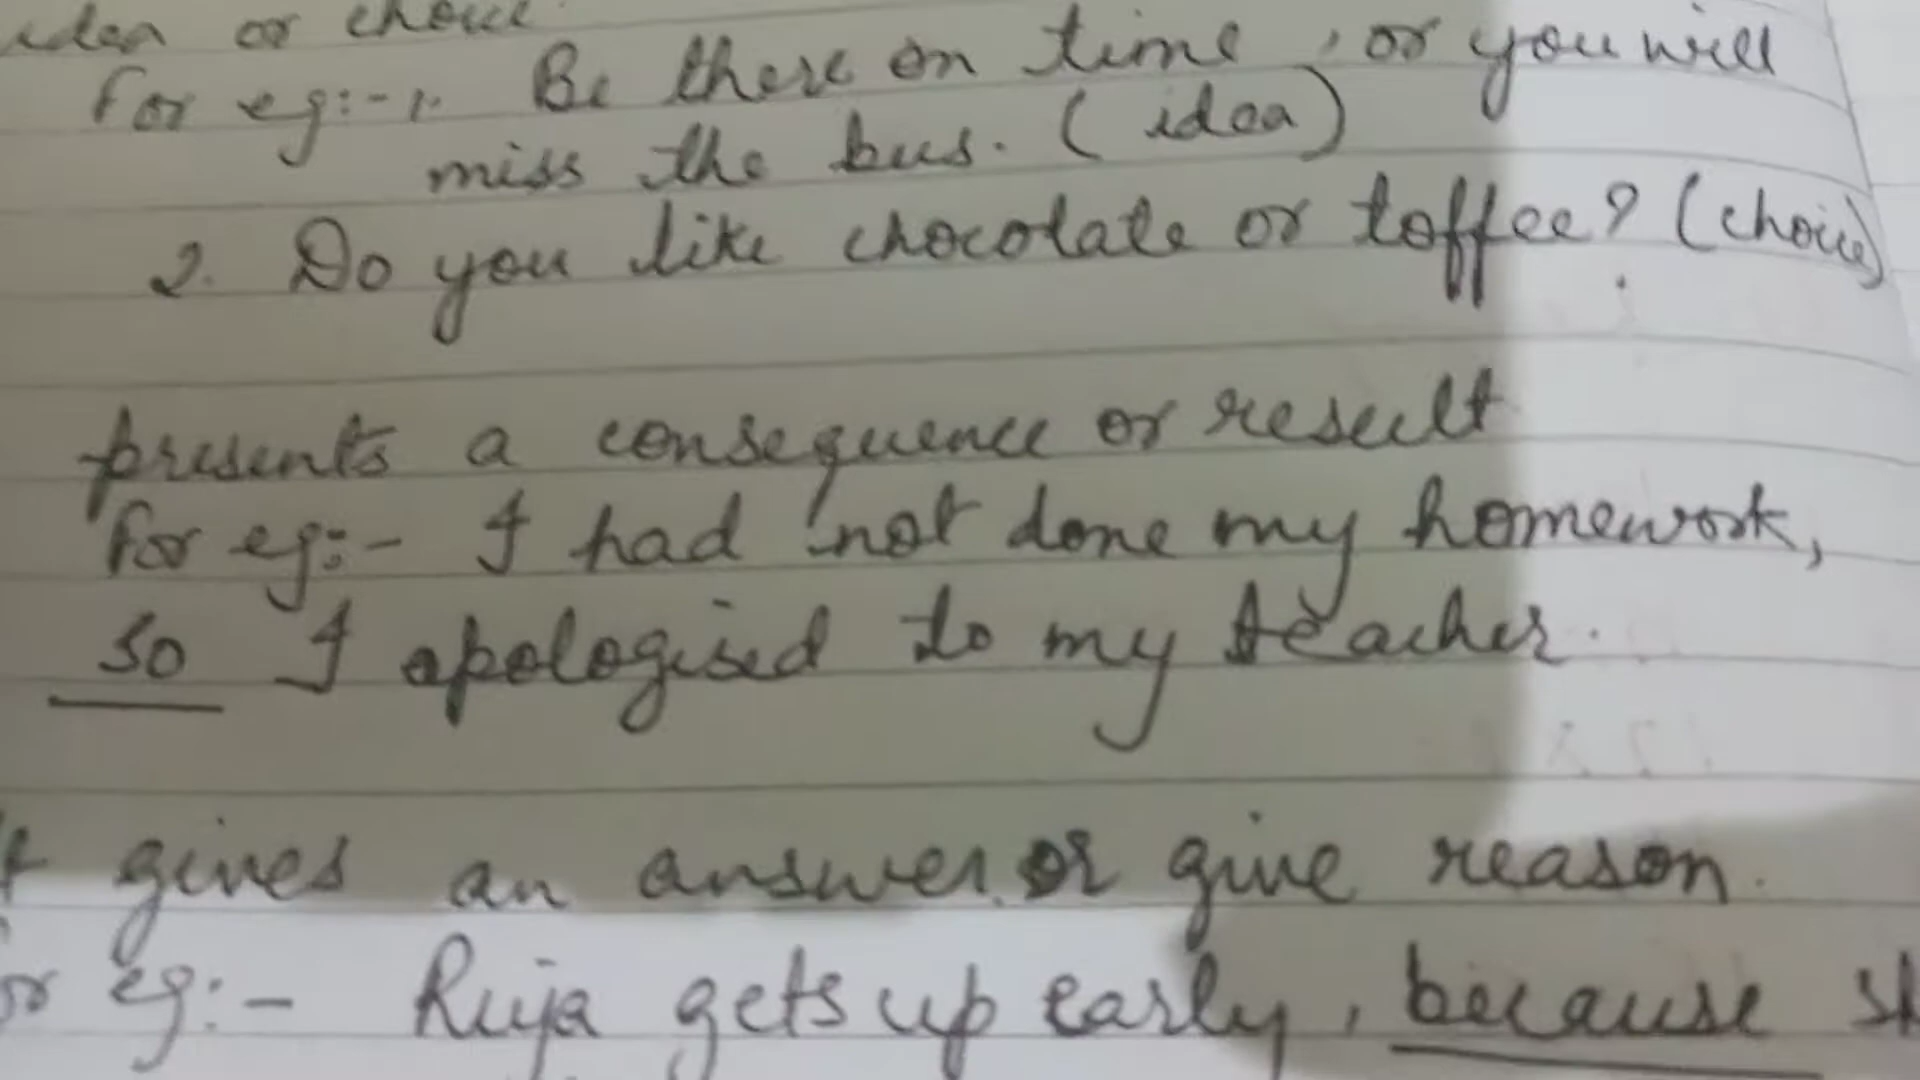 idea or choice
For eg:-1. Be there on time, or you will
miss the bus. (idea)
2. Do you like chocolate or toffee? (choice)
presents a consequence or result
For eg:- I had not done my homework,
so I apologised to my teacher.
gives an answer or give reason.
or eg:- Ruja gets up early, because